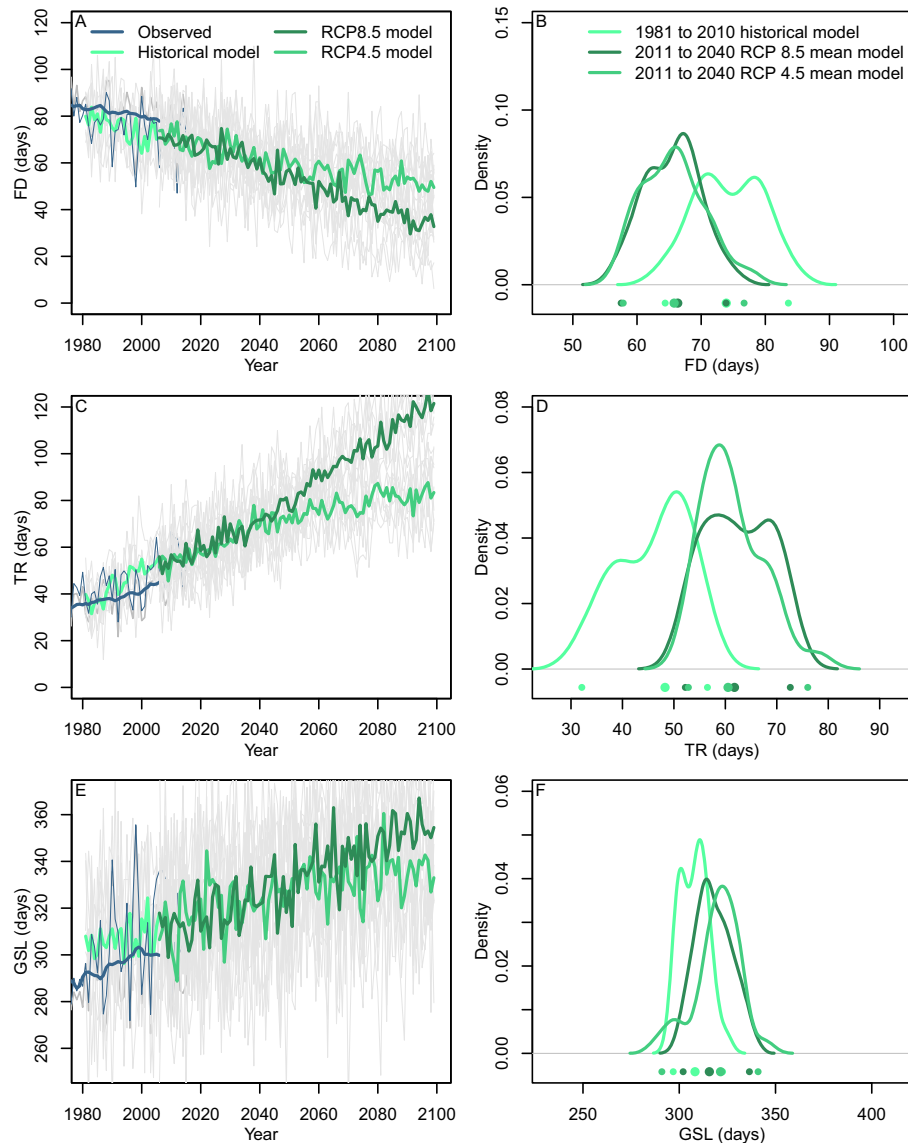 A
Observed
Historical model
RCP8.5 model
RCP4.5 model
FD (days)
0 20 40 60 80 100 120
1980 2000 2020 2040 2060 2080 2100
Year
B
1981 to 2010 historical model
2011 to 2040 RCP 8.5 mean model
2011 to 2040 RCP 4.5 mean model
Density
0.00 0.05 0.10 0.15
50 60 70 80 90 100
FD (days)
C
TR (days)
0 20 40 60 80 100 120
1980 2000 2020 2040 2060 2080 2100
Year
D
Density
0.00 0.02 0.04 0.06 0.08
30 40 50 60 70 80 90
TR (days)
E
GSL (days)
260 280 300 320 340 360
1980 2000 2020 2040 2060 2080 2100
Year
F
Density
0.00 0.02 0.04 0.06
250 300 350 400
GSL (days)